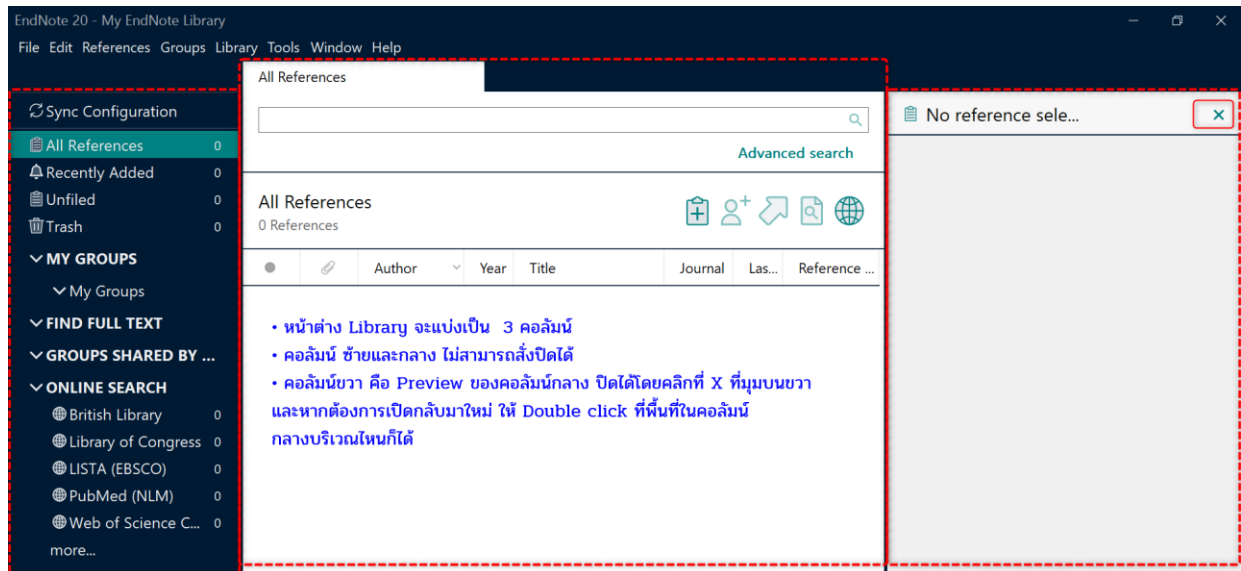 EndNote 20 - My EndNote Library
File Edit References Groups Library Tools Window Help
Sync Configuration
All References 0
Recently Added 0
Unfiled 0
Trash 0
MY GROUPS
My Groups
FIND FULL TEXT
GROUPS SHARED BY ...
ONLINE SEARCH
British Library 0
Library of Congress 0
LISTA (EBSCO) 0
PubMed (NLM) 0
Web of Science C... 0
more...
All References
Advanced search
All References
0 References
Author Year Title Journal Las... Reference ...
• หน้าต่าง Library จะแบ่งเป็น 3 คอลัมน์
• คอลัมน์ ซ้ายและกลาง ไม่สามารถสั่งปิดได้
• คอลัมน์ขวา คือ Preview ของคอลัมน์กลาง ปิดได้โดยคลิกที่ X ที่มุมบนขวา
และหากต้องการเปิดกลับมาใหม่ ให้ Double click ที่พื้นที่ในคอลัมน์
กลางบริเวณไหนก็ได้
No reference sele...